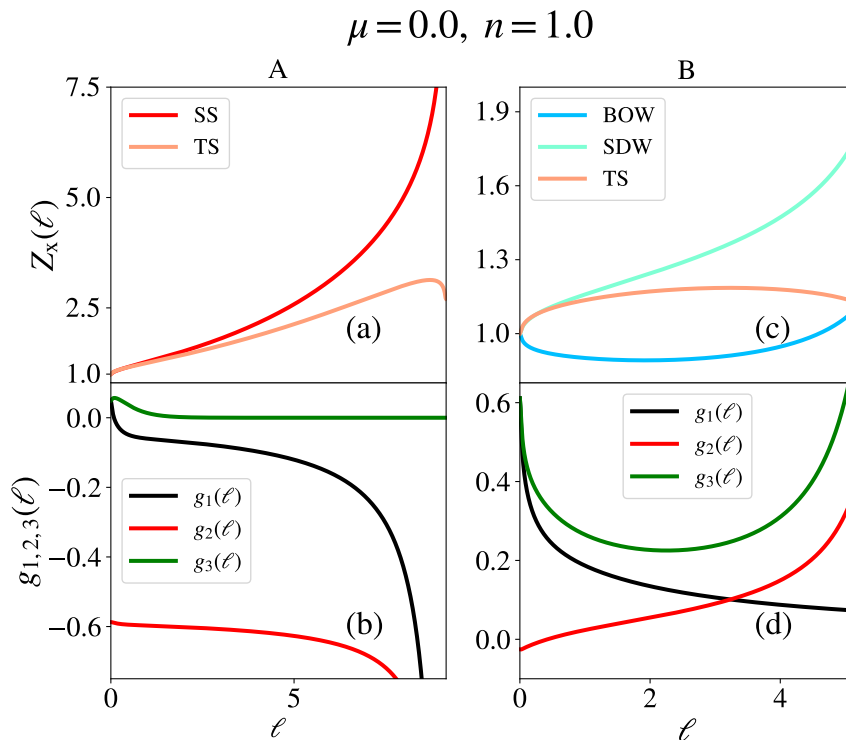 μ = 0.0, n = 1.0
A
B
7.5
5.0
2.5
1.0
Z_x(ℓ)
SS
TS
(a)
1.9
1.6
1.3
1.0
BOW
SDW
TS
(c)
0.0
−0.2
−0.4
−0.6
g_{1,2,3}(ℓ)
g_1(ℓ)
g_2(ℓ)
g_3(ℓ)
(b)
0
5
ℓ
0.6
0.4
0.2
0.0
g_1(ℓ)
g_2(ℓ)
g_3(ℓ)
(d)
0
2
4
ℓ